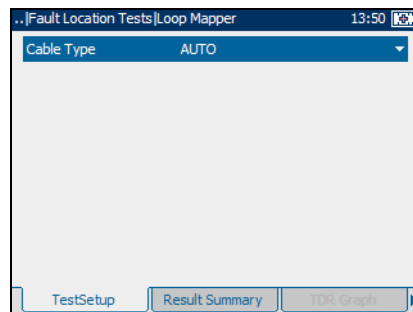 ..|Fault Location Tests|Loop Mapper 13:50
Cable Type AUTO
TestSetup Result Summary TDR Graph